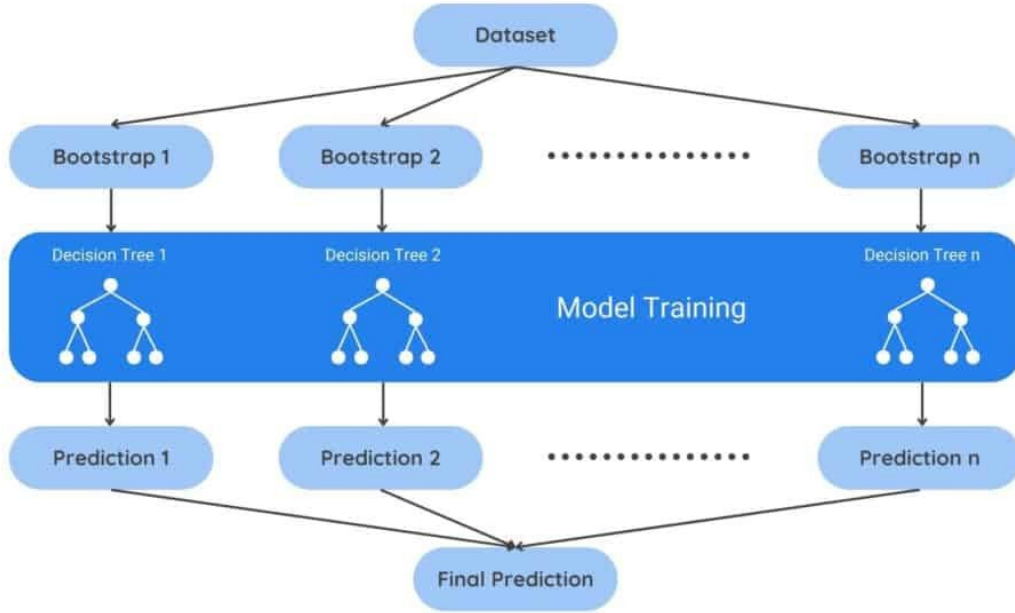 Dataset
Bootstrap 1
Bootstrap 2
Bootstrap n
Decision Tree 1
Decision Tree 2
Decision Tree n
Model Training
Prediction 1
Prediction 2
Prediction n
Final Prediction